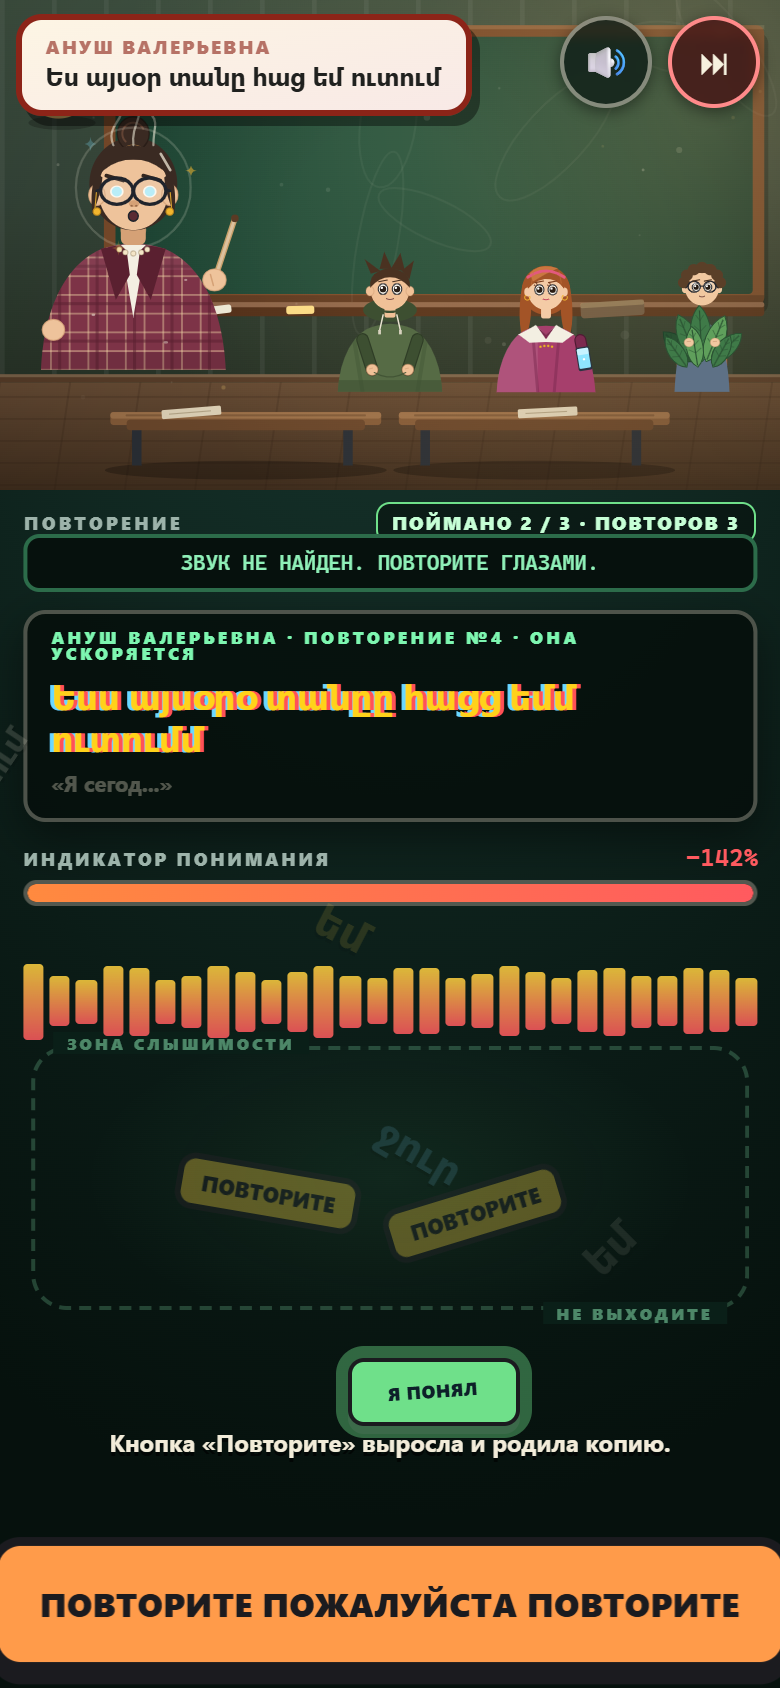 АНУШ ВАЛЕРЬЕВНА
Ես այսօր տանը հաց եմ ուտում
ПОВТОРЕНИЕ
ПОЙМАНО 2 / 3 · ПОВТОРОВ 3
ЗВУК НЕ НАЙДЕН. ПОВТОРИТЕ ГЛАЗАМИ.
АНУШ ВАЛЕРЬЕВНА · ПОВТОРЕНИЕ №4 · ОНА
УСКОРЯЕТСЯ
Եսս այսօրօ տանըը հացց եմմ
ուտումմ
«Я сегод...»
ИНДИКАТОР ПОНИМАНИЯ
−142%
եմ
ЗОНА СЛЫШИМОСТИ
ջուր
ПОВТОРИТЕ
ПОВТОРИТЕ
եմ
НЕ ВЫХОДИТЕ
Я ПОНЯЛ
Кнопка «Повторите» выросла и родила копию.
ПОВТОРИТЕ ПОЖАЛУЙСТА ПОВТОРИТЕ